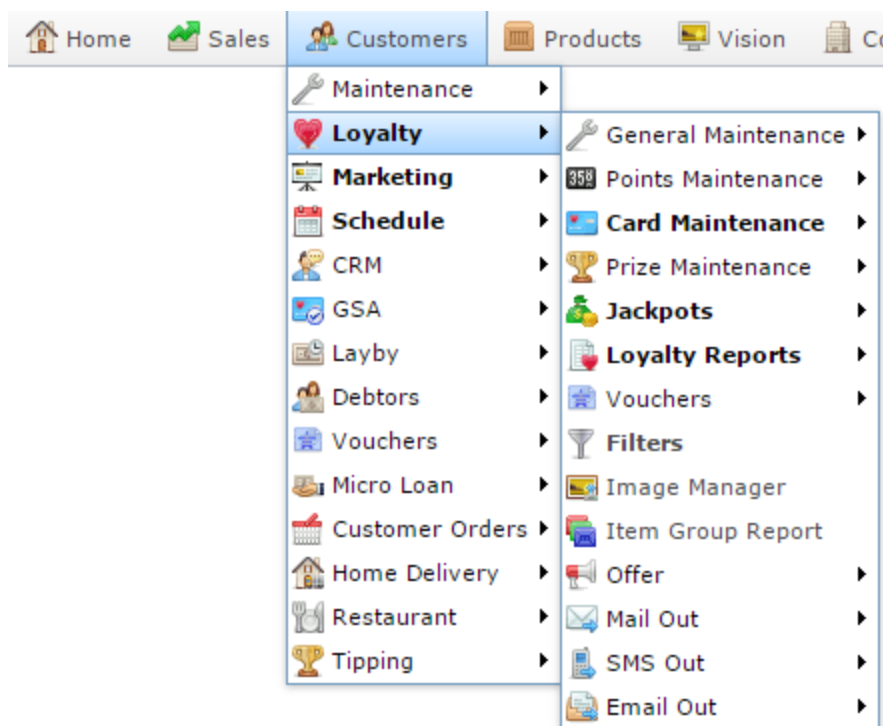 Home Sales Customers Products Vision
Maintenance
Loyalty
Marketing
Schedule
CRM
GSA
Layby
Debtors
Vouchers
Micro Loan
Customer Orders
Home Delivery
Restaurant
Tipping
General Maintenance
Points Maintenance
Card Maintenance
Prize Maintenance
Jackpots
Loyalty Reports
Vouchers
Filters
Image Manager
Item Group Report
Offer
Mail Out
SMS Out
Email Out